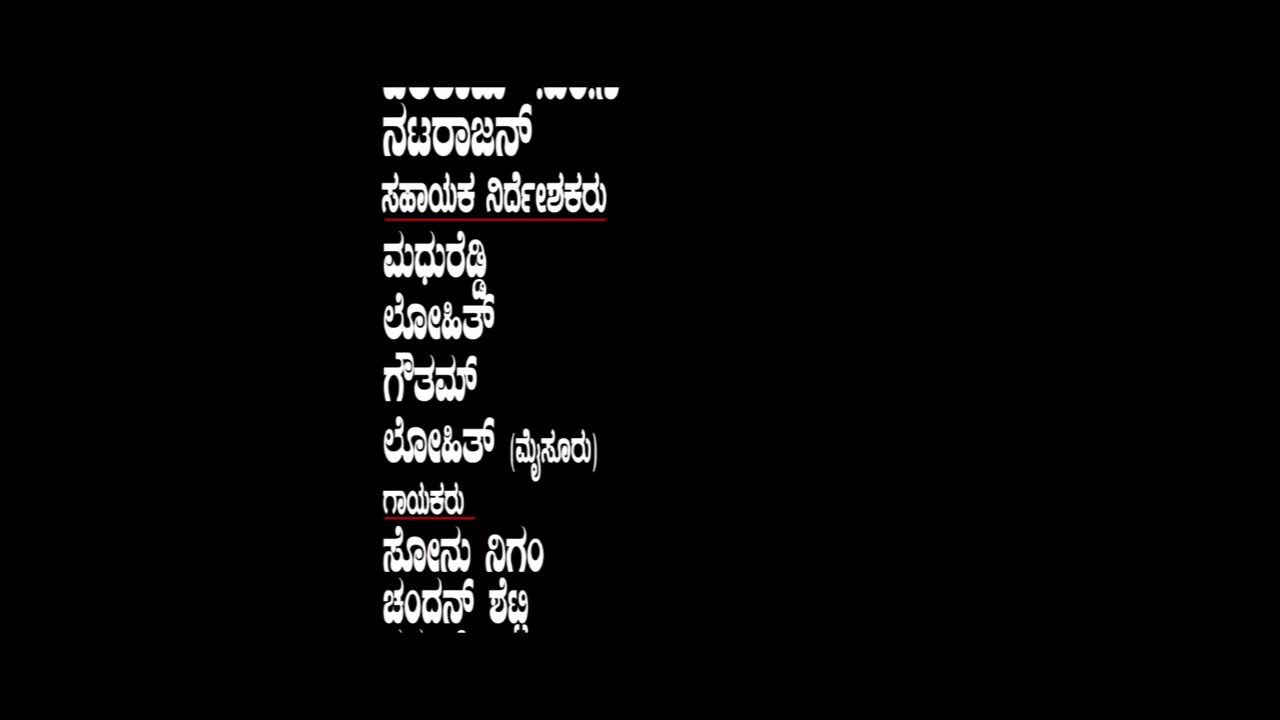 ನಟರಾಜನ್
ಸಹಾಯಕ ನಿರ್ದೇಶಕರು
ಮಧುರೆಡ್ಡಿ
ಲೋಹಿತ್
ಗೌತಮ್
ಲೋಹಿತ್ (ಮೈಸೂರು)
ಗಾಯಕರು
ಸೋನು ನಿಗಂ
ಚಂದನ್ ಶೆಟ್ಟಿ